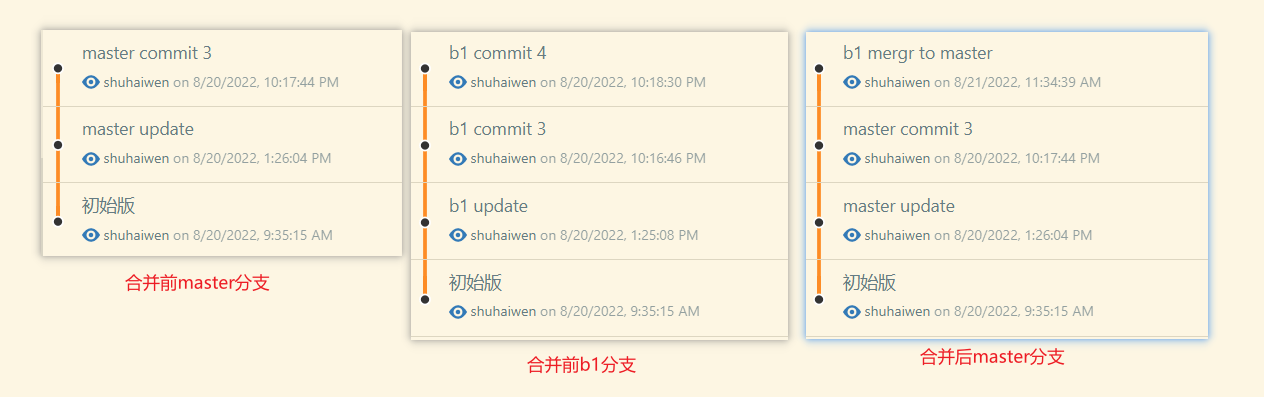 master commit 3
shuhaiwen on 8/20/2022, 10:17:44 PM
master update
shuhaiwen on 8/20/2022, 1:26:04 PM
初始版
shuhaiwen on 8/20/2022, 9:35:15 AM
合并前master分支
b1 commit 4
shuhaiwen on 8/20/2022, 10:18:30 PM
b1 commit 3
shuhaiwen on 8/20/2022, 10:16:46 PM
b1 update
shuhaiwen on 8/20/2022, 1:25:08 PM
初始版
shuhaiwen on 8/20/2022, 9:35:15 AM
合并前b1分支
b1 mergr to master
shuhaiwen on 8/21/2022, 11:34:39 AM
master commit 3
shuhaiwen on 8/20/2022, 10:17:44 PM
master update
shuhaiwen on 8/20/2022, 1:26:04 PM
初始版
shuhaiwen on 8/20/2022, 9:35:15 AM
合并后master分支